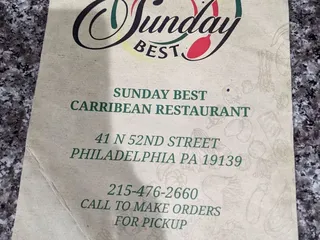 Sunday
BEST.
SUNDAY BEST
CARRIBEAN RESTAURANT
41 N 52ND STREET
PHILADELPHIA PA 19139
215-476-2660
CALL TO MAKE ORDERS
FOR PICKUP